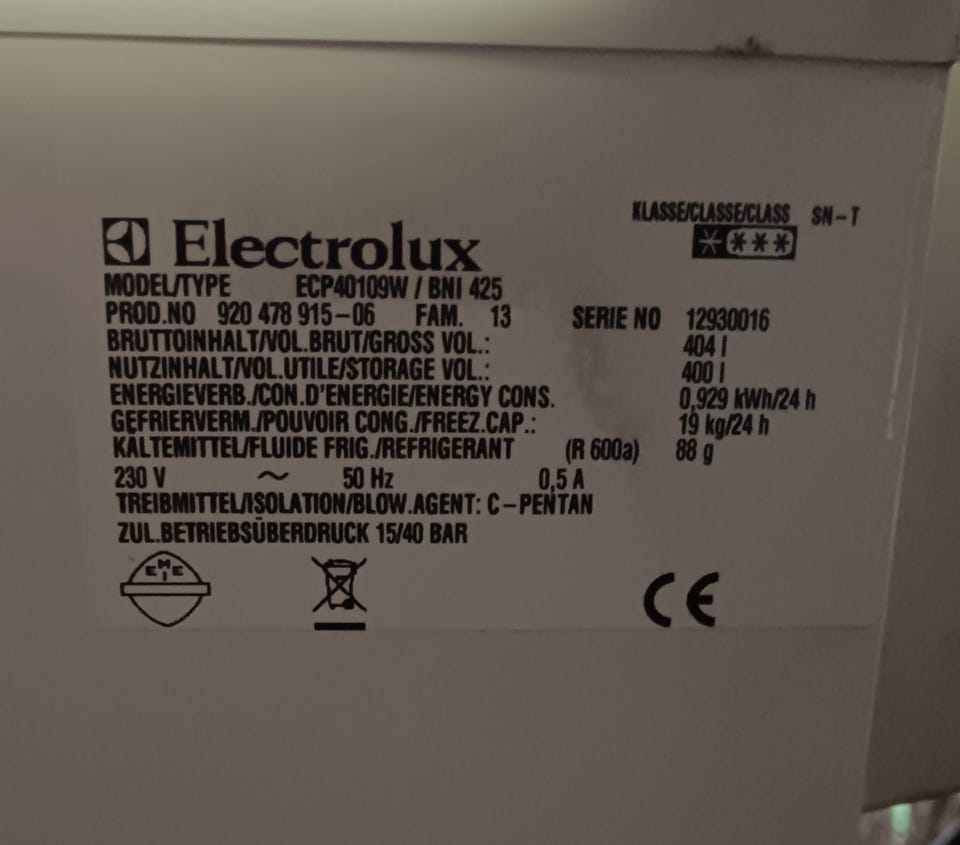 KLASSE/CLASSE/CLASS SN-T
Electrolux
MODEL/TYPE ECP40109W / BNI 425
PROD.NO 920 478 915-06 FAM. 13 SERIE NO 12930016
BRUTTOINHALT/VOL.BRUT/GROSS VOL.: 404 l
NUTZINHALT/VOL.UTILE/STORAGE VOL.: 400 l
ENERGIEVERB./CON.D'ENERGIE/ENERGY CONS. 0,929 kWh/24 h
GEFRIERVERM./POUVOIR CONG./FREEZ.CAP.: 19 kg/24 h
KÄLTEMITTEL/FLUIDE FRIG./REFRIGERANT (R 600a) 88 g
230 V ~ 50 Hz 0,5 A
TREIBMITTEL/ISOLATION/BLOW.AGENT: C-PENTAN
ZUL.BETRIEBSÜBERDRUCK 15/40 BAR
EMEI
CE